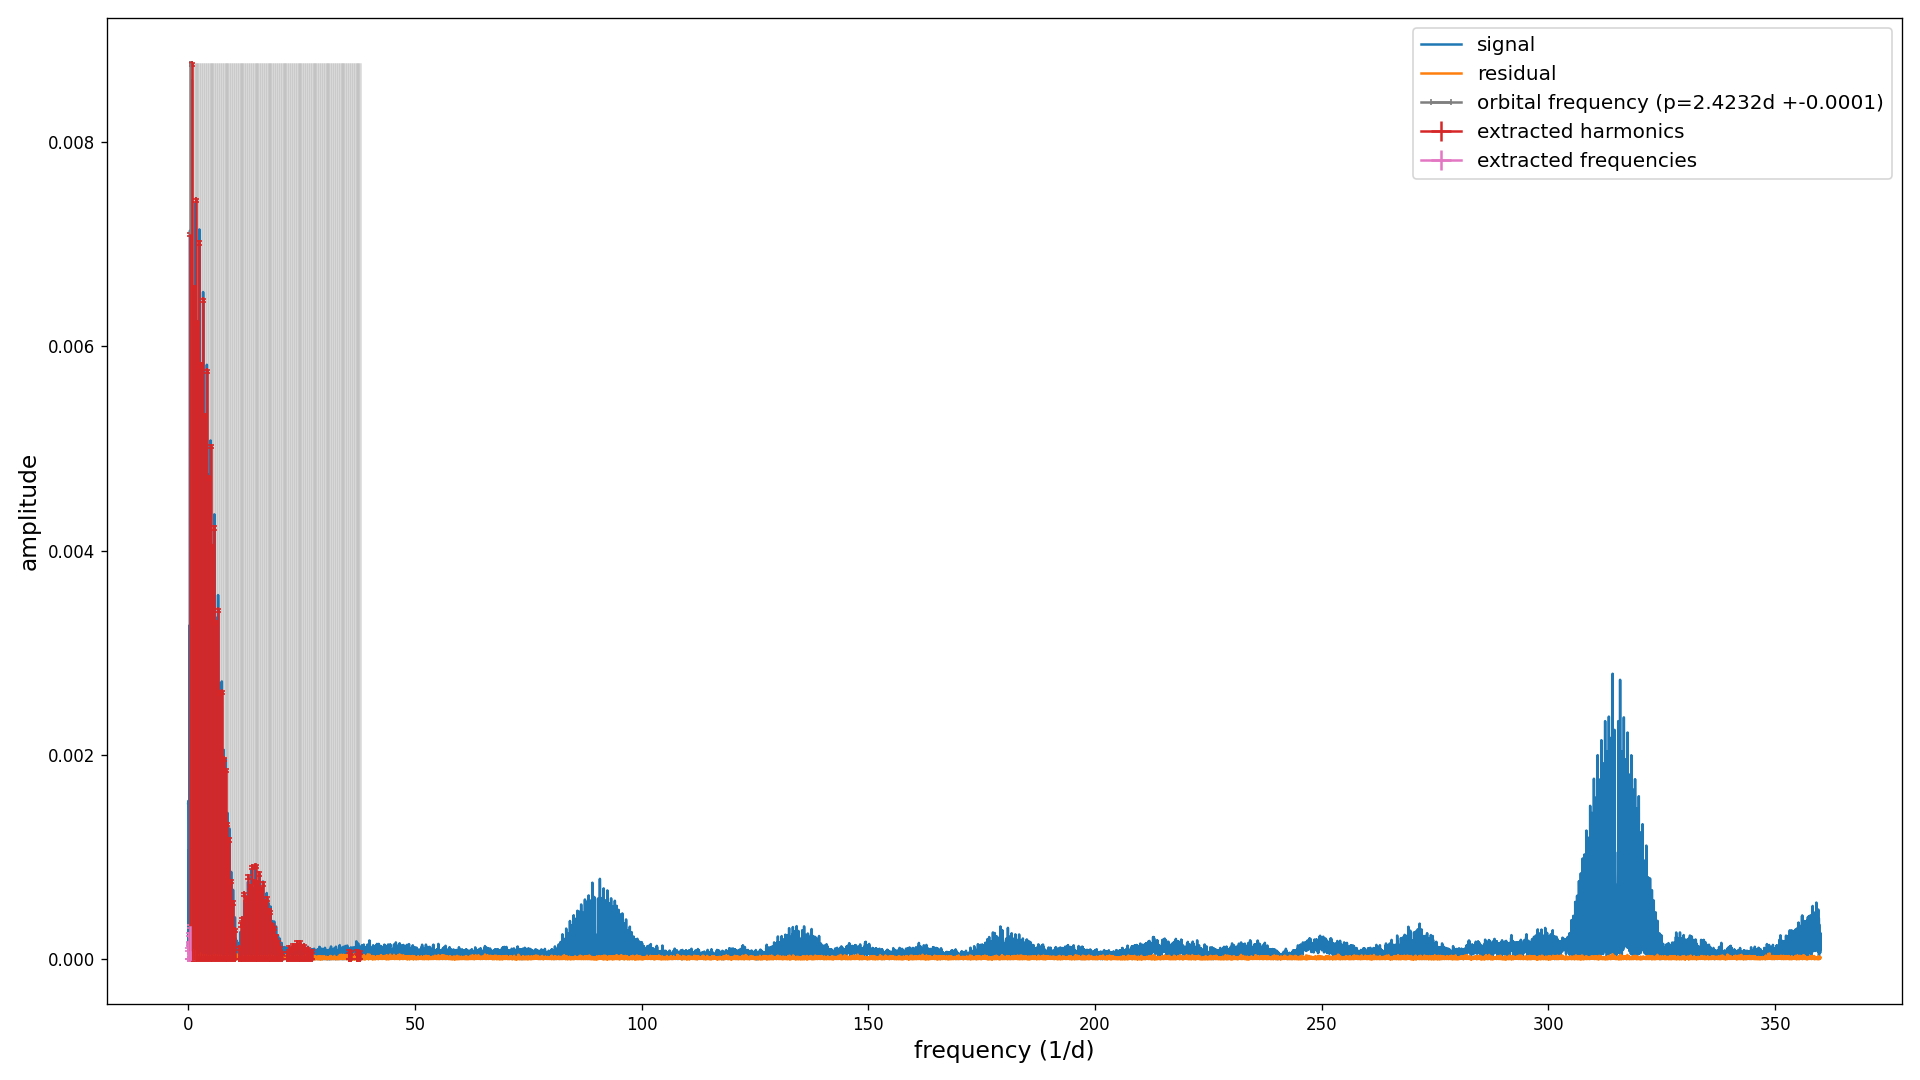 signal
residual
orbital frequency (p=2.4232d +-0.0001)
extracted harmonics
extracted frequencies
0.008
0.006
0.004
0.002
0.000
amplitude
0 50 100 150 200 250 300 350
frequency (1/d)